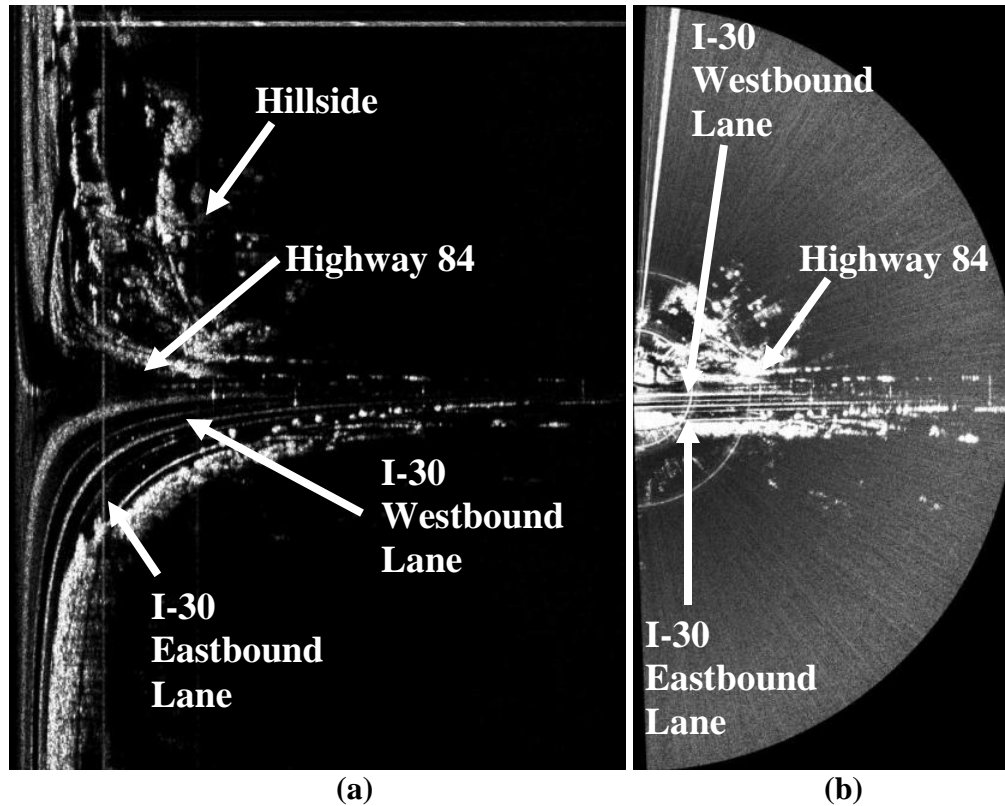 Hillside
Highway 84
I-30
Westbound
Lane
I-30
Eastbound
Lane
I-30
Westbound
Lane
Highway 84
I-30
Eastbound
Lane
(a)
(b)